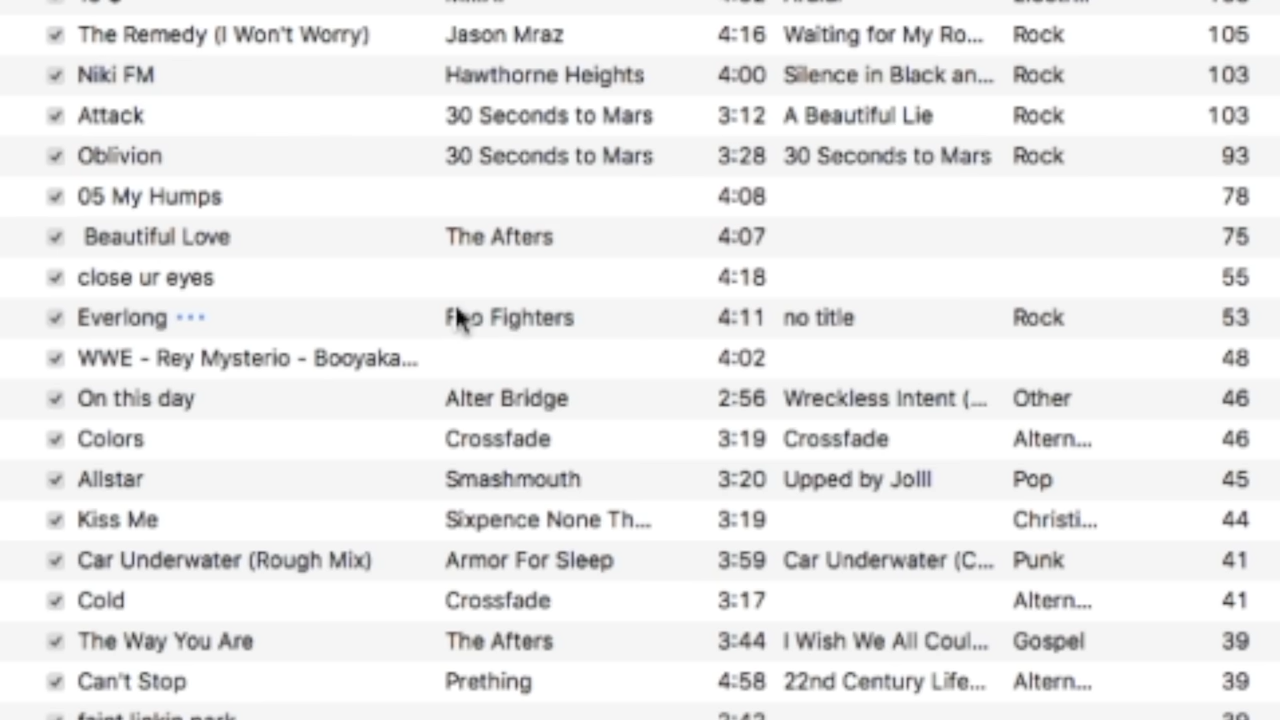 The Remedy (I Won't Worry) Jason Mraz 4:16 Waiting for My Ro... Rock 105
Niki FM Hawthorne Heights 4:00 Silence in Black an... Rock 103
Attack 30 Seconds to Mars 3:12 A Beautiful Lie Rock 103
Oblivion 30 Seconds to Mars 3:28 30 Seconds to Mars Rock 93
05 My Humps 4:08 78
Beautiful Love The Afters 4:07 75
close ur eyes 4:18 55
Everlong ... Foo Fighters 4:11 no title Rock 53
WWE - Rey Mysterio - Booyaka... 4:02 48
On this day Alter Bridge 2:56 Wreckless Intent (... Other 46
Colors Crossfade 3:19 Crossfade Altern... 46
Allstar Smashmouth 3:20 Upped by Jolll Pop 45
Kiss Me Sixpence None Th... 3:19 Christi... 44
Car Underwater (Rough Mix) Armor For Sleep 3:59 Car Underwater (C... Punk 41
Cold Crossfade 3:17 Altern... 41
The Way You Are The Afters 3:44 I Wish We All Coul... Gospel 39
Can't Stop Prething 4:58 22nd Century Life... Altern... 39
faint linkin park